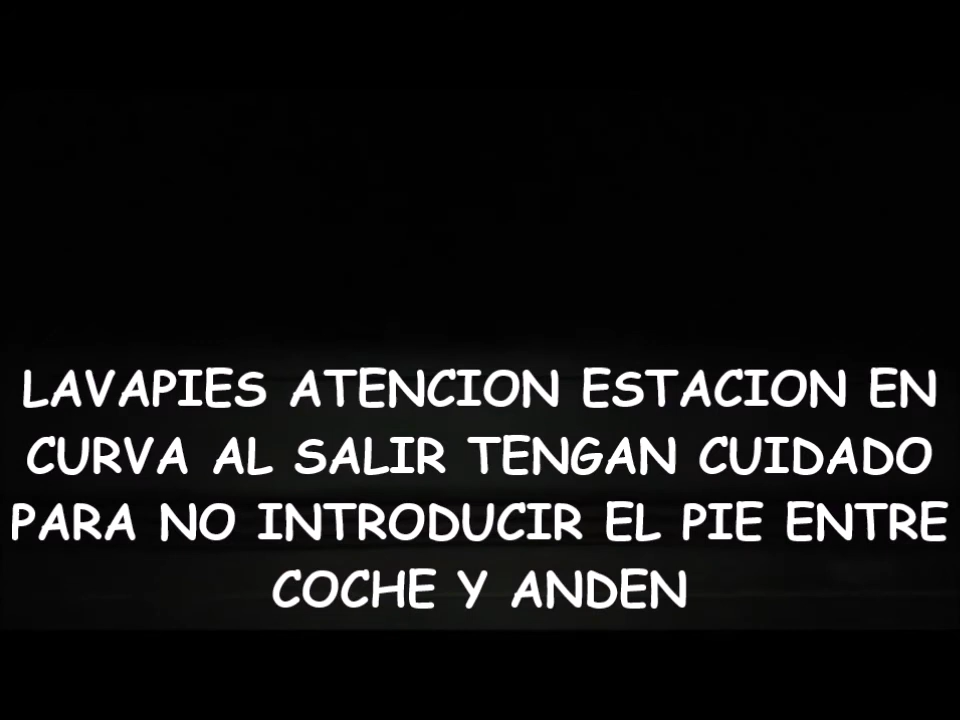 LAVAPIES ATENCION ESTACION EN
CURVA AL SALIR TENGAN CUIDADO
PARA NO INTRODUCIR EL PIE ENTRE
COCHE Y ANDEN